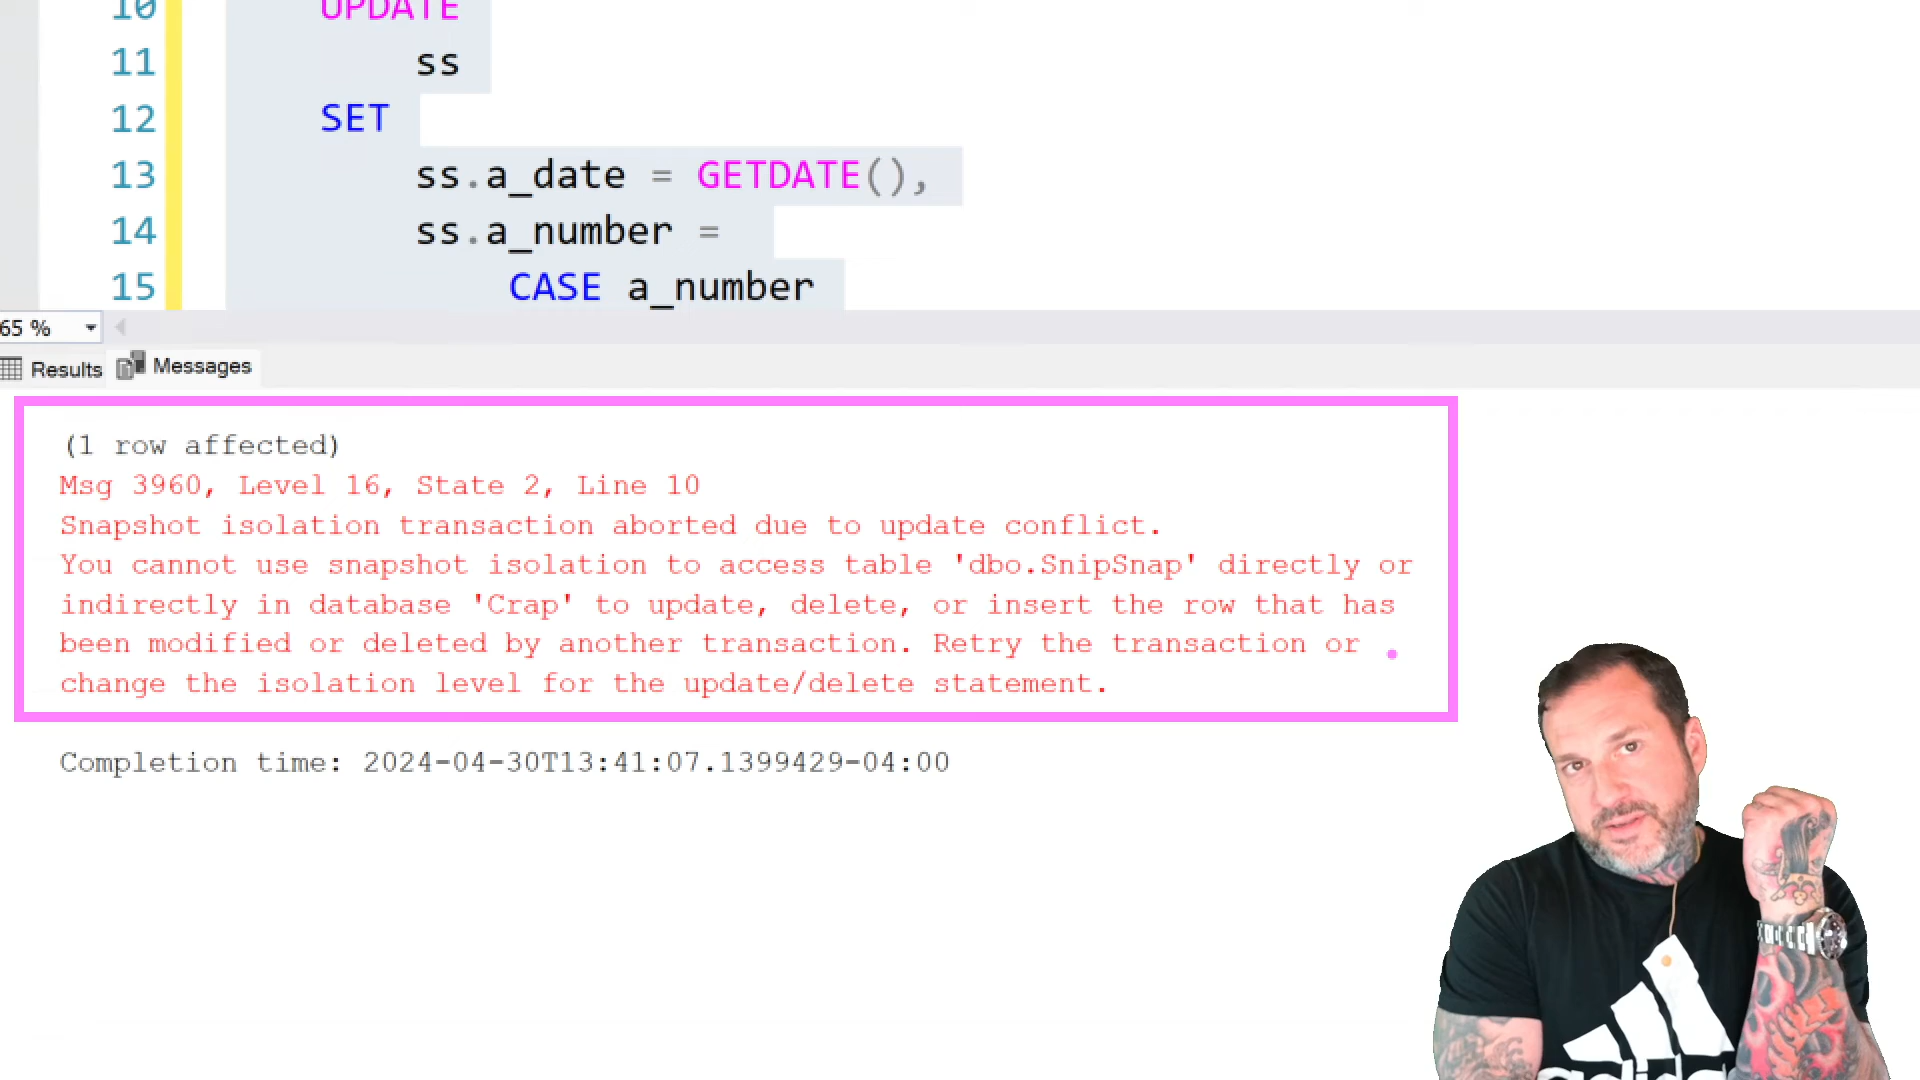 10 UPDATE
11 ss
12 SET
13 ss.a_date = GETDATE(),
14 ss.a_number =
15 CASE a_number
65 %
Results Messages
(1 row affected)
Msg 3960, Level 16, State 2, Line 10
Snapshot isolation transaction aborted due to update conflict.
You cannot use snapshot isolation to access table 'dbo.SnipSnap' directly or
indirectly in database 'Crap' to update, delete, or insert the row that has
been modified or deleted by another transaction. Retry the transaction or
change the isolation level for the update/delete statement.
Completion time: 2024-04-30T13:41:07.1399429-04:00
adidas